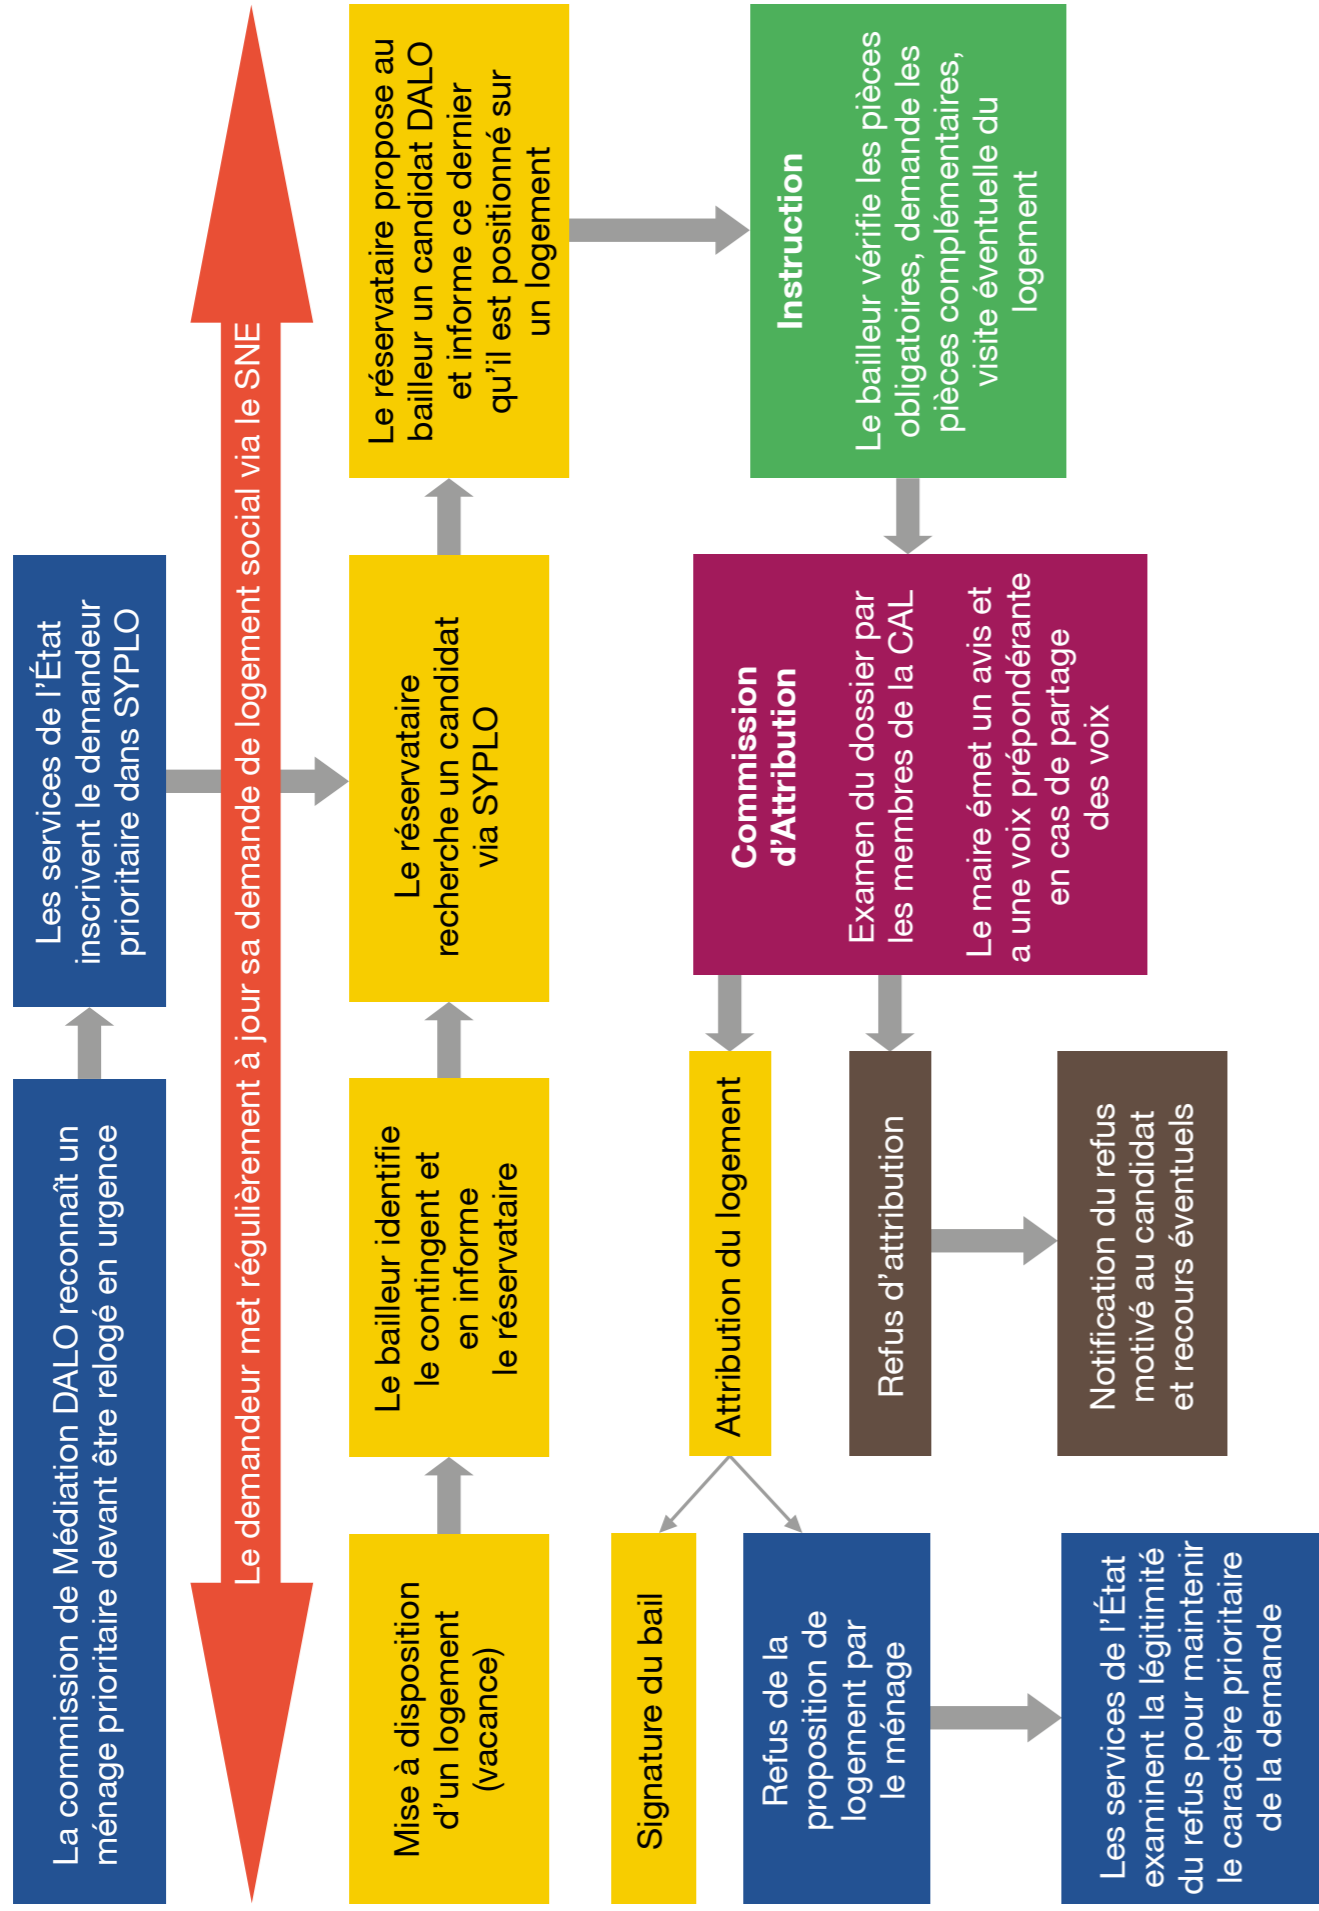 La commission de Médiation DALO reconnaît un
ménage prioritaire devant être relogé en urgence
Les services de l'État
inscrivent le demandeur
prioritaire dans SYPLO
Le demandeur met régulièrement à jour sa demande de logement social via le SNE
Mise à disposition
d'un logement
(vacance)
Le bailleur identifie
le contingent et
en informe
le réservataire
Le réservataire
recherche un candidat
via SYPLO
Le réservataire propose au
bailleur un candidat DALO
et informe ce dernier
qu'il est positionné sur
un logement
Instruction
Le bailleur vérifie les pièces
obligatoires, demande les
pièces complémentaires,
visite éventuelle du
logement
Commission
d'Attribution
Examen du dossier par
les membres de la CAL
Le maire émet un avis et
a une voix prépondérante
en cas de partage
des voix
Attribution du logement
Signature du bail
Refus de la
proposition de
logement par
le ménage
Les services de l'État
examinent la légitimité
du refus pour maintenir
le caractère prioritaire
de la demande
Refus d'attribution
Notification du refus
motivé au candidat
et recours éventuels